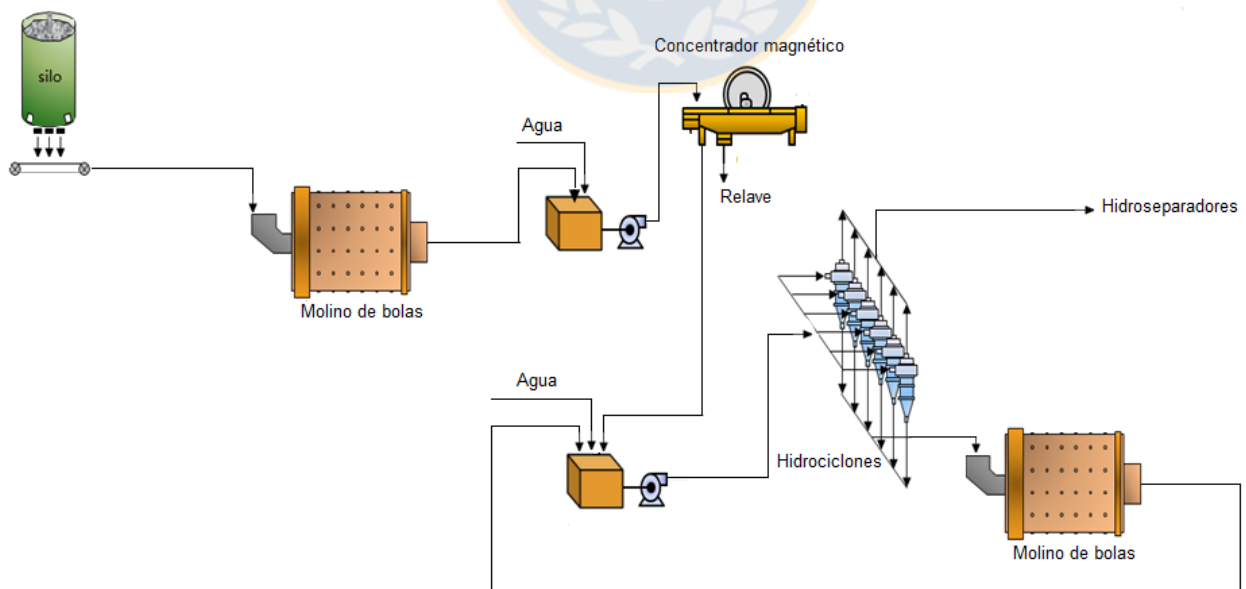 Concentrador magnético
silo
Agua
Relave
Hidroseparadores
Molino de bolas
Agua
Hidrociclones
Molino de bolas